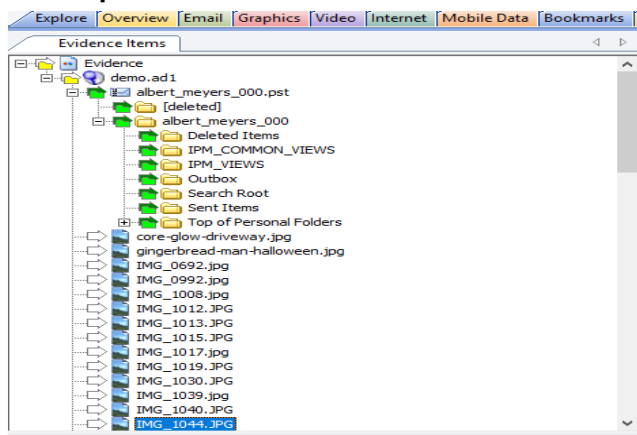 Explore Overview Email Graphics Video Internet Mobile Data Bookmarks
Evidence Items
Evidence
demo.ad1
albert_meyers_000.pst
[deleted]
albert_meyers_000
Deleted Items
IPM_COMMON_VIEWS
IPM_VIEWS
Outbox
Search Root
Sent Items
Top of Personal Folders
core-glow-driveway.jpg
gingerbread-man-halloween.jpg
IMG_0692.jpg
IMG_0992.jpg
IMG_1008.jpg
IMG_1012.JPG
IMG_1013.JPG
IMG_1015.JPG
IMG_1017.jpg
IMG_1019.JPG
IMG_1030.JPG
IMG_1039.jpg
IMG_1040.JPG
IMG_1044.JPG